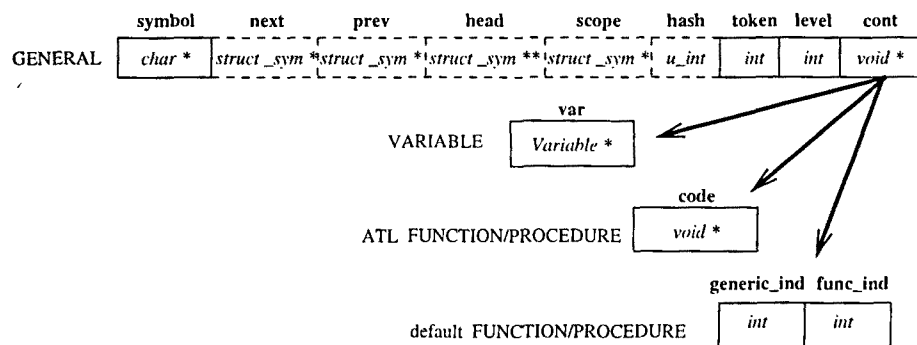 symbol next prev head scope hash token level cont
GENERAL char * struct _sym * struct _sym * struct _sym ** struct _sym * u_int int int void *
var
VARIABLE Variable *
code
ATL FUNCTION/PROCEDURE void *
generic_ind func_ind
default FUNCTION/PROCEDURE int int